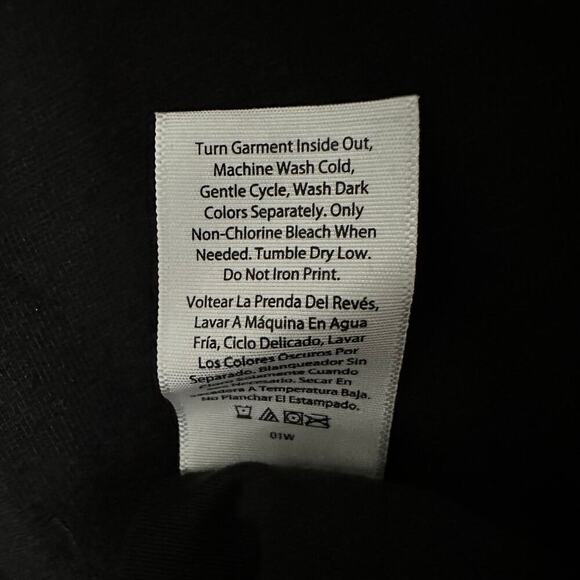 Turn Garment Inside Out,
Machine Wash Cold,
Gentle Cycle, Wash Dark
Colors Separately. Only
Non-Chlorine Bleach When
Needed. Tumble Dry Low.
Do Not Iron Print.
Voltear La Prenda Del Revés,
Lavar A Máquina En Agua
Fría, Ciclo Delicado, Lavar
Los Colores Oscuros Por
Separado. Blanqueador Sin
Cuando
Secar En
A Temperatura Baja.
No Planchar El Estampado.
01W